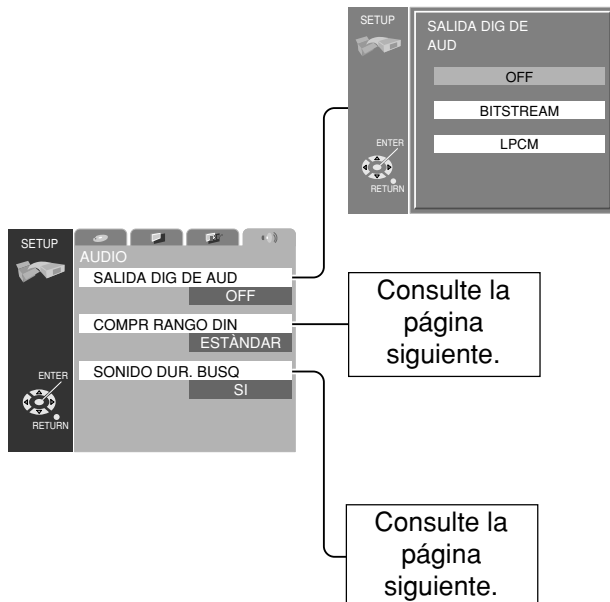 SETUP
SALIDA DIG DE
AUD
OFF
BITSTREAM
LPCM
ENTER
RETURN
SETUP
AUDIO
SALIDA DIG DE AUD
OFF
COMPR RANGO DIN
ESTÀNDAR
SONIDO DUR. BUSQ
SI
ENTER
RETURN
Consulte la
página
siguiente.
Consulte la
página
siguiente.